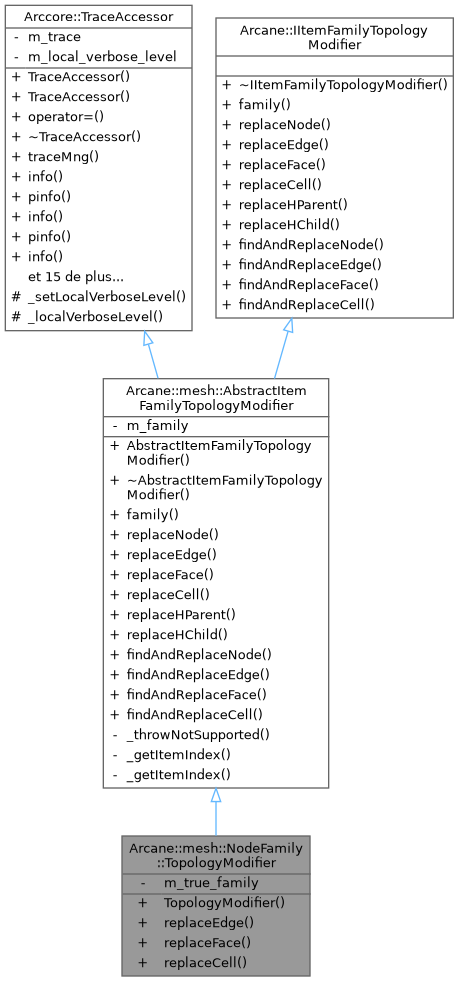 Arccore::TraceAccessor
- m_trace
- m_local_verbose_level
+ TraceAccessor()
+ TraceAccessor()
+ operator=()
+ ~TraceAccessor()
+ traceMng()
+ info()
+ pinfo()
+ info()
+ pinfo()
+ info()
et 15 de plus...
# _setLocalVerboseLevel()
# _localVerboseLevel()
Arcane::IItemFamilyTopology
Modifier
+ ~IItemFamilyTopologyModifier()
+ family()
+ replaceNode()
+ replaceEdge()
+ replaceFace()
+ replaceCell()
+ replaceHParent()
+ replaceHChild()
+ findAndReplaceNode()
+ findAndReplaceEdge()
+ findAndReplaceFace()
+ findAndReplaceCell()
Arcane::mesh::AbstractItem
FamilyTopologyModifier
- m_family
+ AbstractItemFamilyTopology
Modifier()
+ ~AbstractItemFamilyTopology
Modifier()
+ family()
+ replaceNode()
+ replaceEdge()
+ replaceFace()
+ replaceCell()
+ replaceHParent()
+ replaceHChild()
+ findAndReplaceNode()
+ findAndReplaceEdge()
+ findAndReplaceFace()
+ findAndReplaceCell()
- _throwNotSupported()
- _getItemIndex()
- _getItemIndex()
Arcane::mesh::NodeFamily
::TopologyModifier
- m_true_family
+ TopologyModifier()
+ replaceEdge()
+ replaceFace()
+ replaceCell()